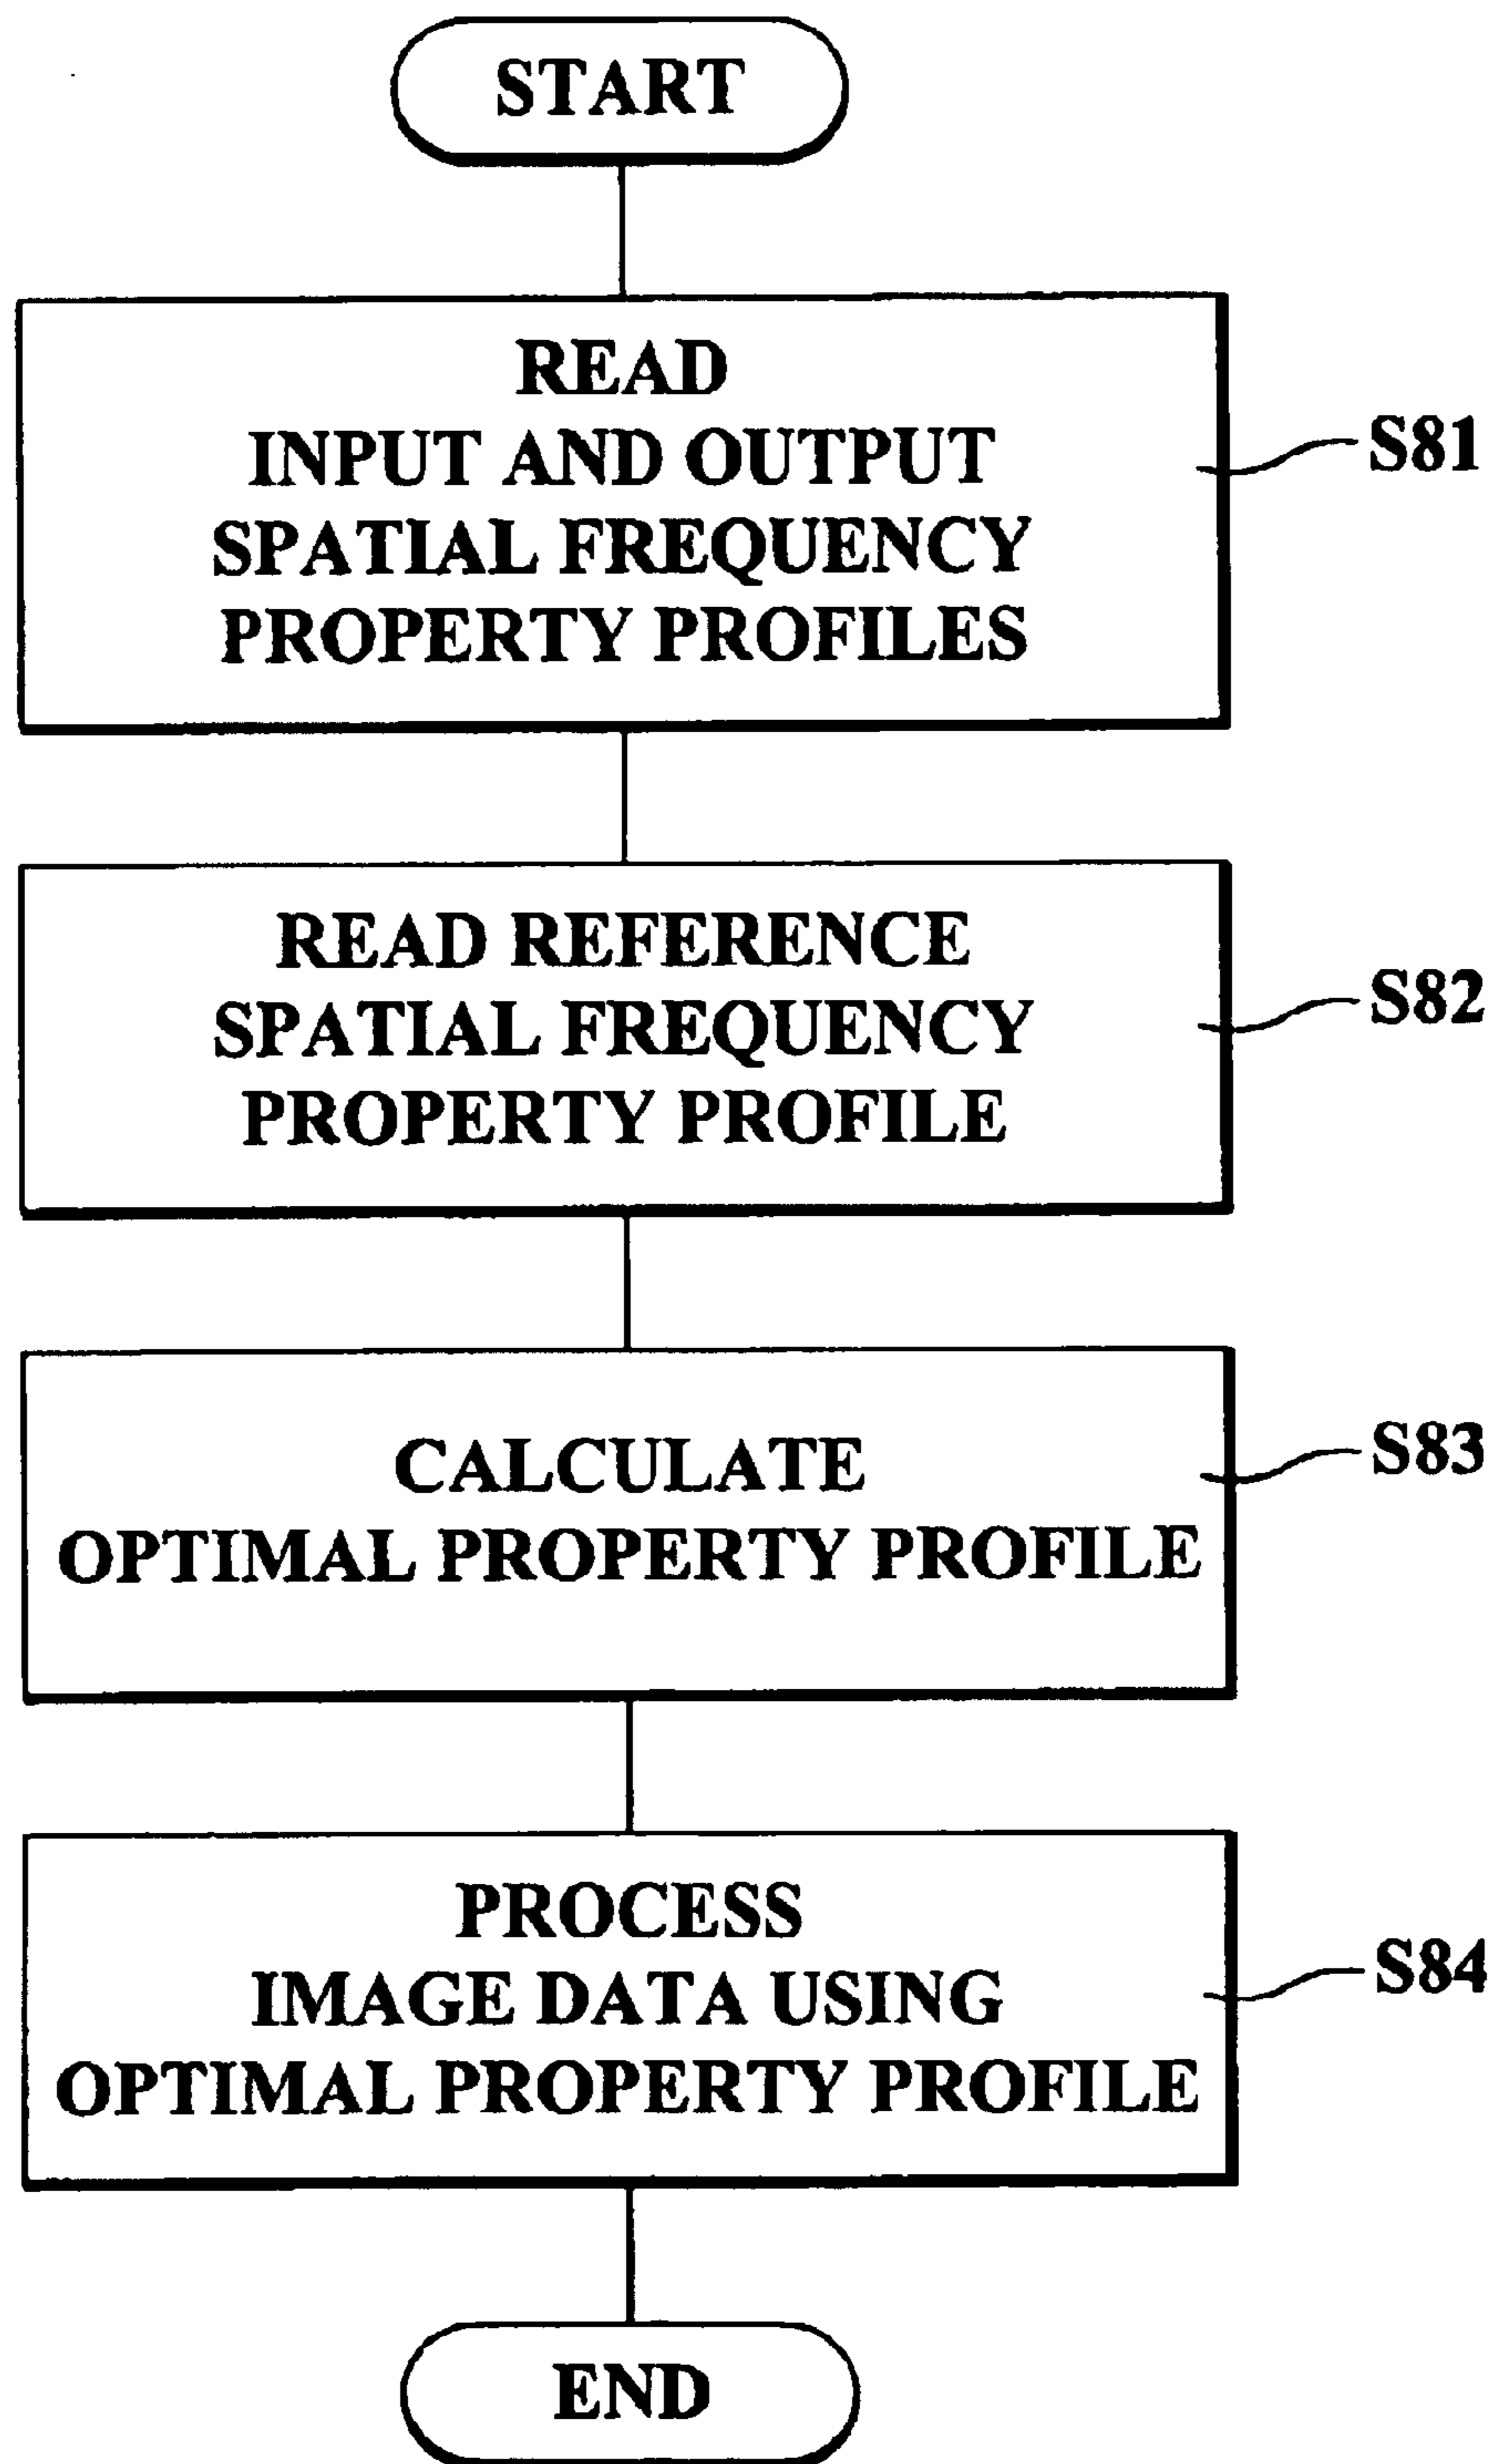 START
READ
INPUT AND OUTPUT
SPATIAL FREQUENCY
PROPERTY PROFILES
S81
READ REFERENCE
SPATIAL FREQUENCY
PROPERTY PROFILE
S82
CALCULATE
OPTIMAL PROPERTY PROFILE
S83
PROCESS
IMAGE DATA USING
OPTIMAL PROPERTY PROFILE
S84
END